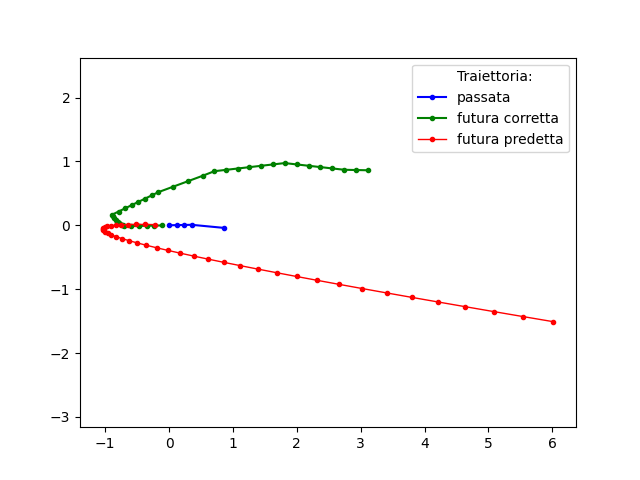 Traiettoria:
passata
futura corretta
futura predetta
2
1
0
−1
−2
−3
−1 0 1 2 3 4 5 6